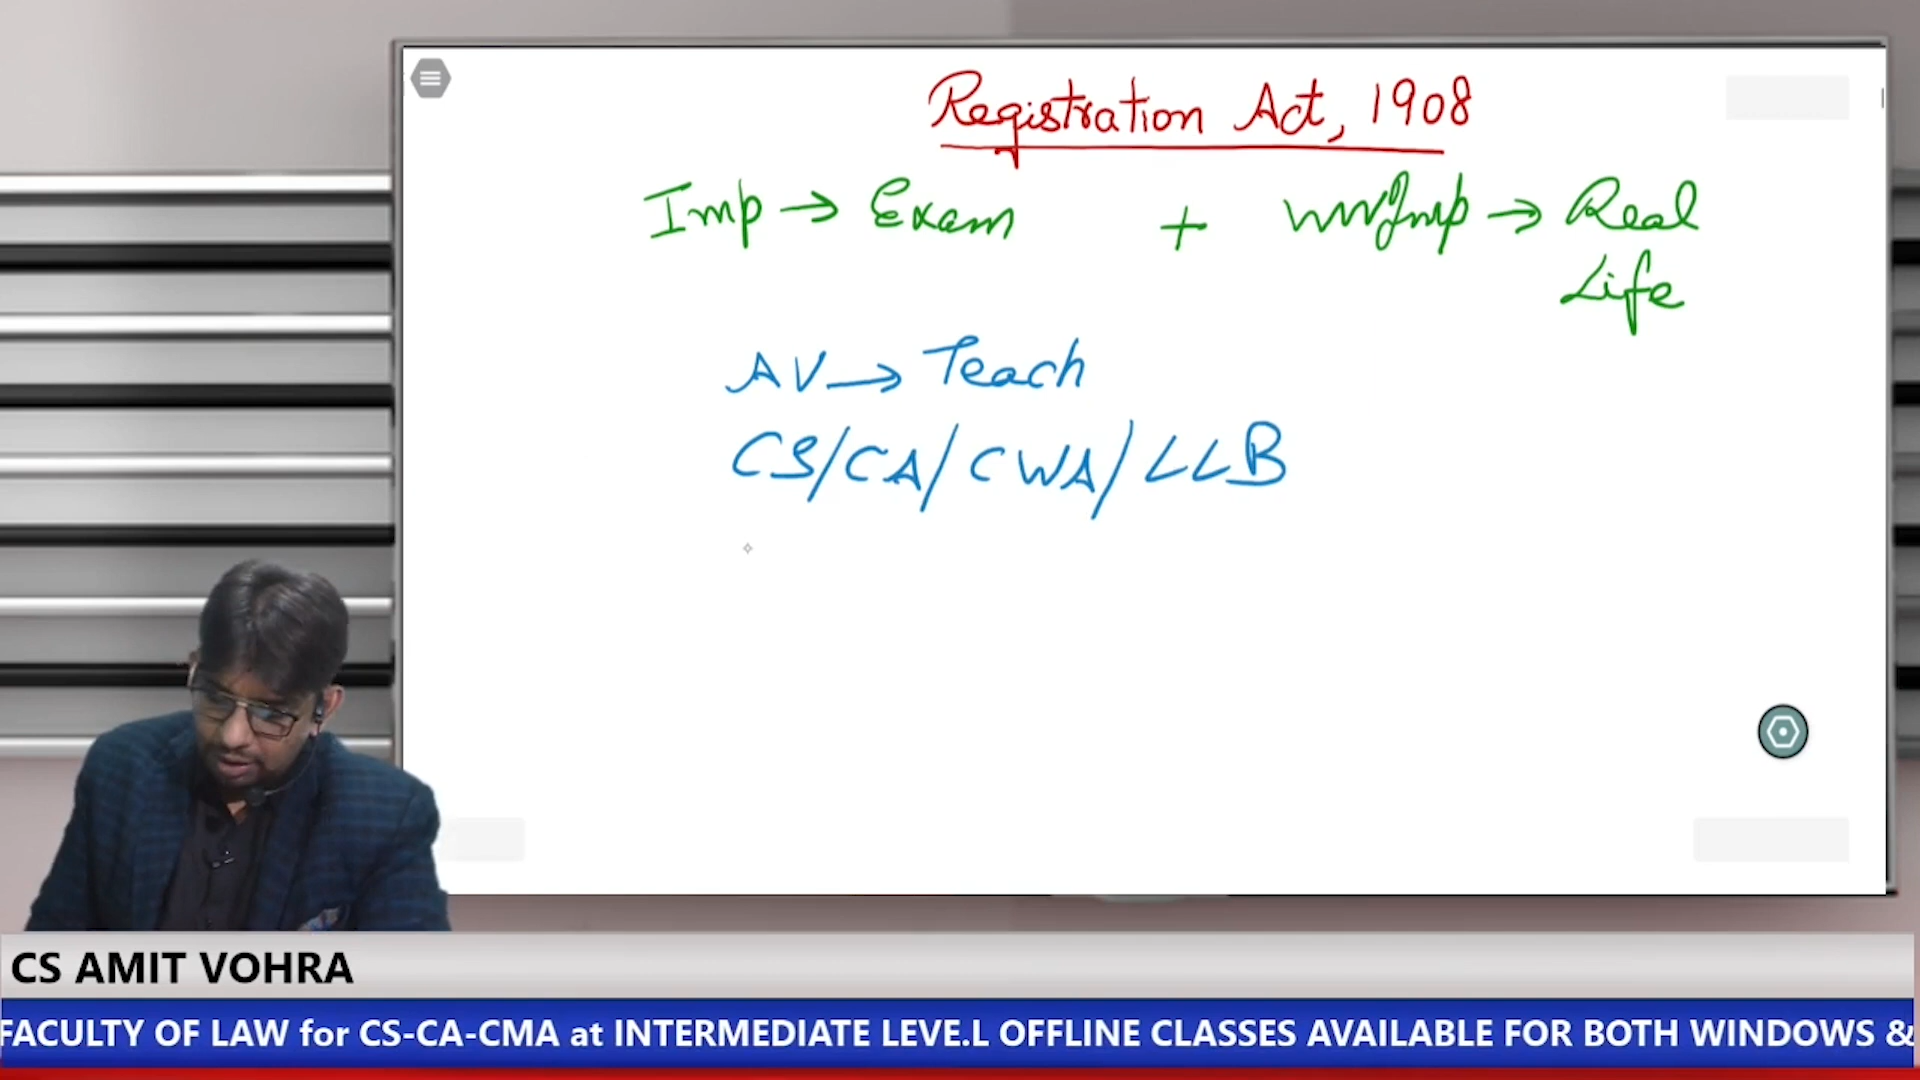 Registration Act, 1908
Imp → Exam + VVVImp → Real
Life
AV → Teach
CS/CA/CWA/LLB
CS AMIT VOHRA
FACULTY OF LAW for CS-CA-CMA at INTERMEDIATE LEVE.L OFFLINE CLASSES AVAILABLE FOR BOTH WINDOWS &